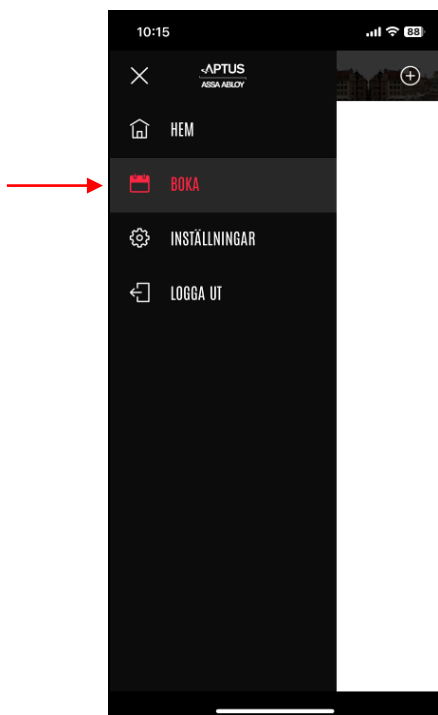 10:15
88
APTUS
ASSA ABLOY
HEM
BOKA
INSTÄLLNINGAR
LOGGA UT